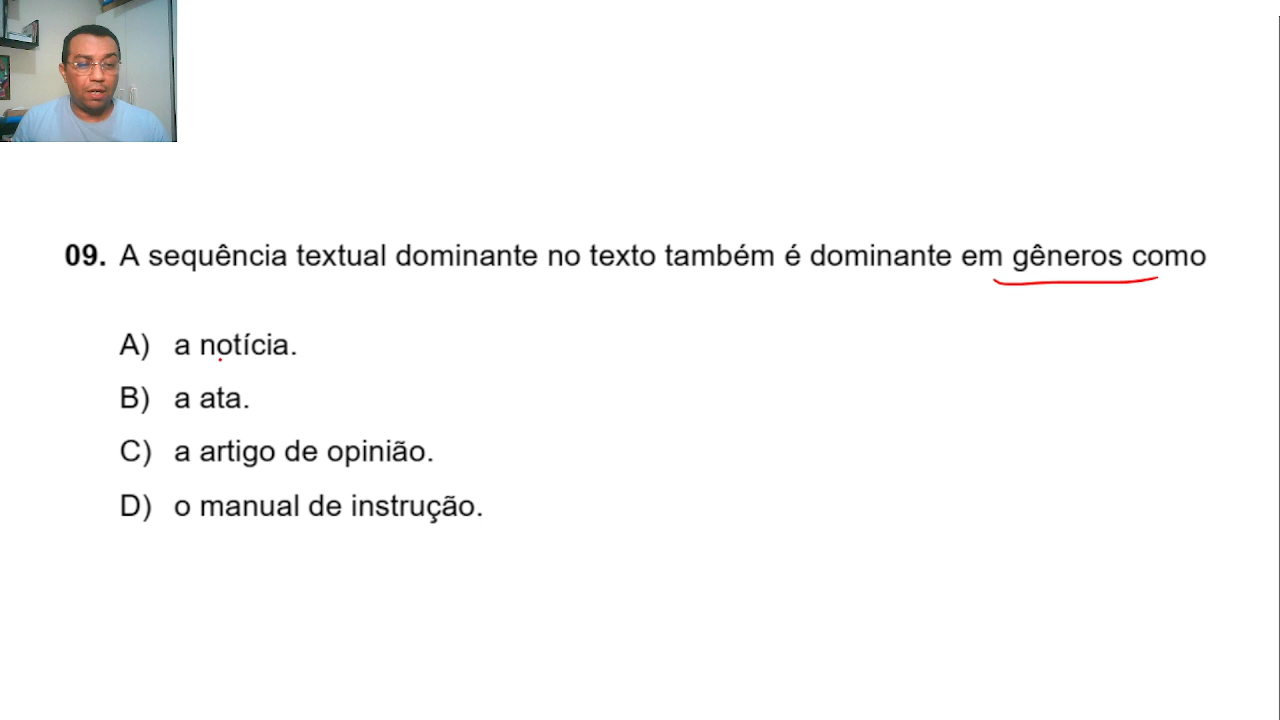 09. A sequência textual dominante no texto também é dominante em gêneros como
A) a notícia.
B) a ata.
C) a artigo de opinião.
D) o manual de instrução.